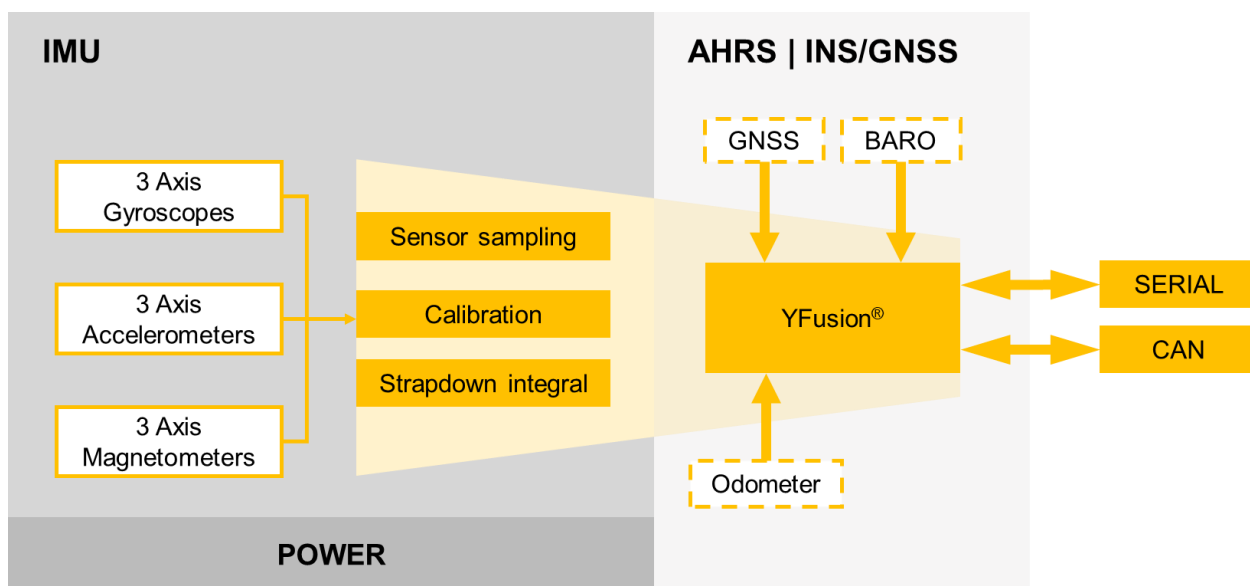 IMU
3 Axis
Gyroscopes
3 Axis
Accelerometers
3 Axis
Magnetometers
Sensor sampling
Calibration
Strapdown integral
POWER
AHRS | INS/GNSS
GNSS
BARO
YFusion®
Odometer
SERIAL
CAN